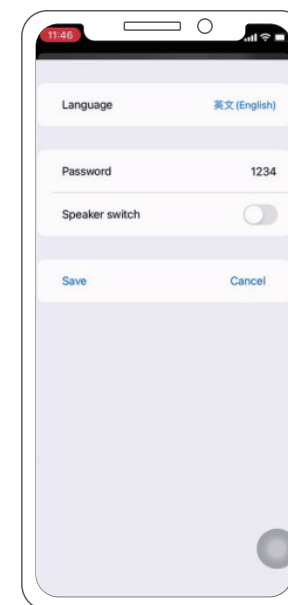 11:46
Language 英文 (English)
Password 1234
Speaker switch
Save Cancel